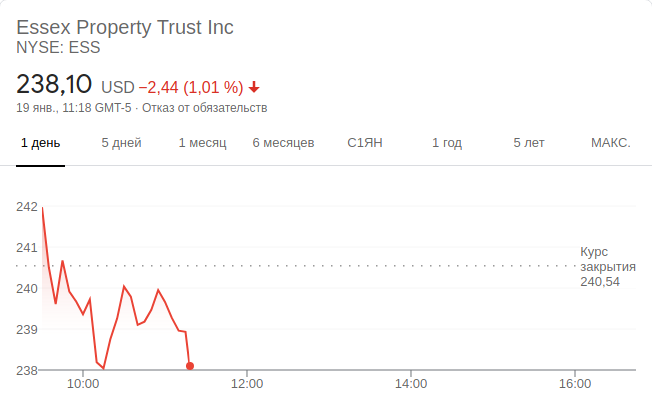 Essex Property Trust Inc
NYSE: ESS
238,10 USD −2,44 (1,01 %)
19 янв., 11:18 GMT-5 · Отказ от обязательств
1 день 5 дней 1 месяц 6 месяцев С1ЯН 1 год 5 лет МАКС.
242
241
Курс
закрытия
240,54
240
239
238
10:00 12:00 14:00 16:00